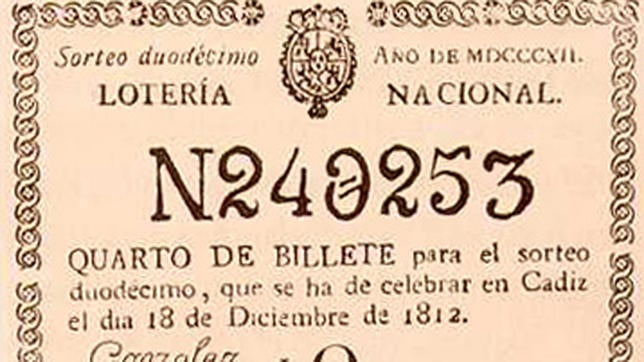 Sorteo duodécimo
AÑO DE MDCCCXII.
LOTERÍA
NACIONAL.
N240253
QUARTO DE BILLETE para el sorteo
duodecimo, que se ha de celebrar en Cadiz
el dia 18 de Diciembre de 1812.
Gonzalez